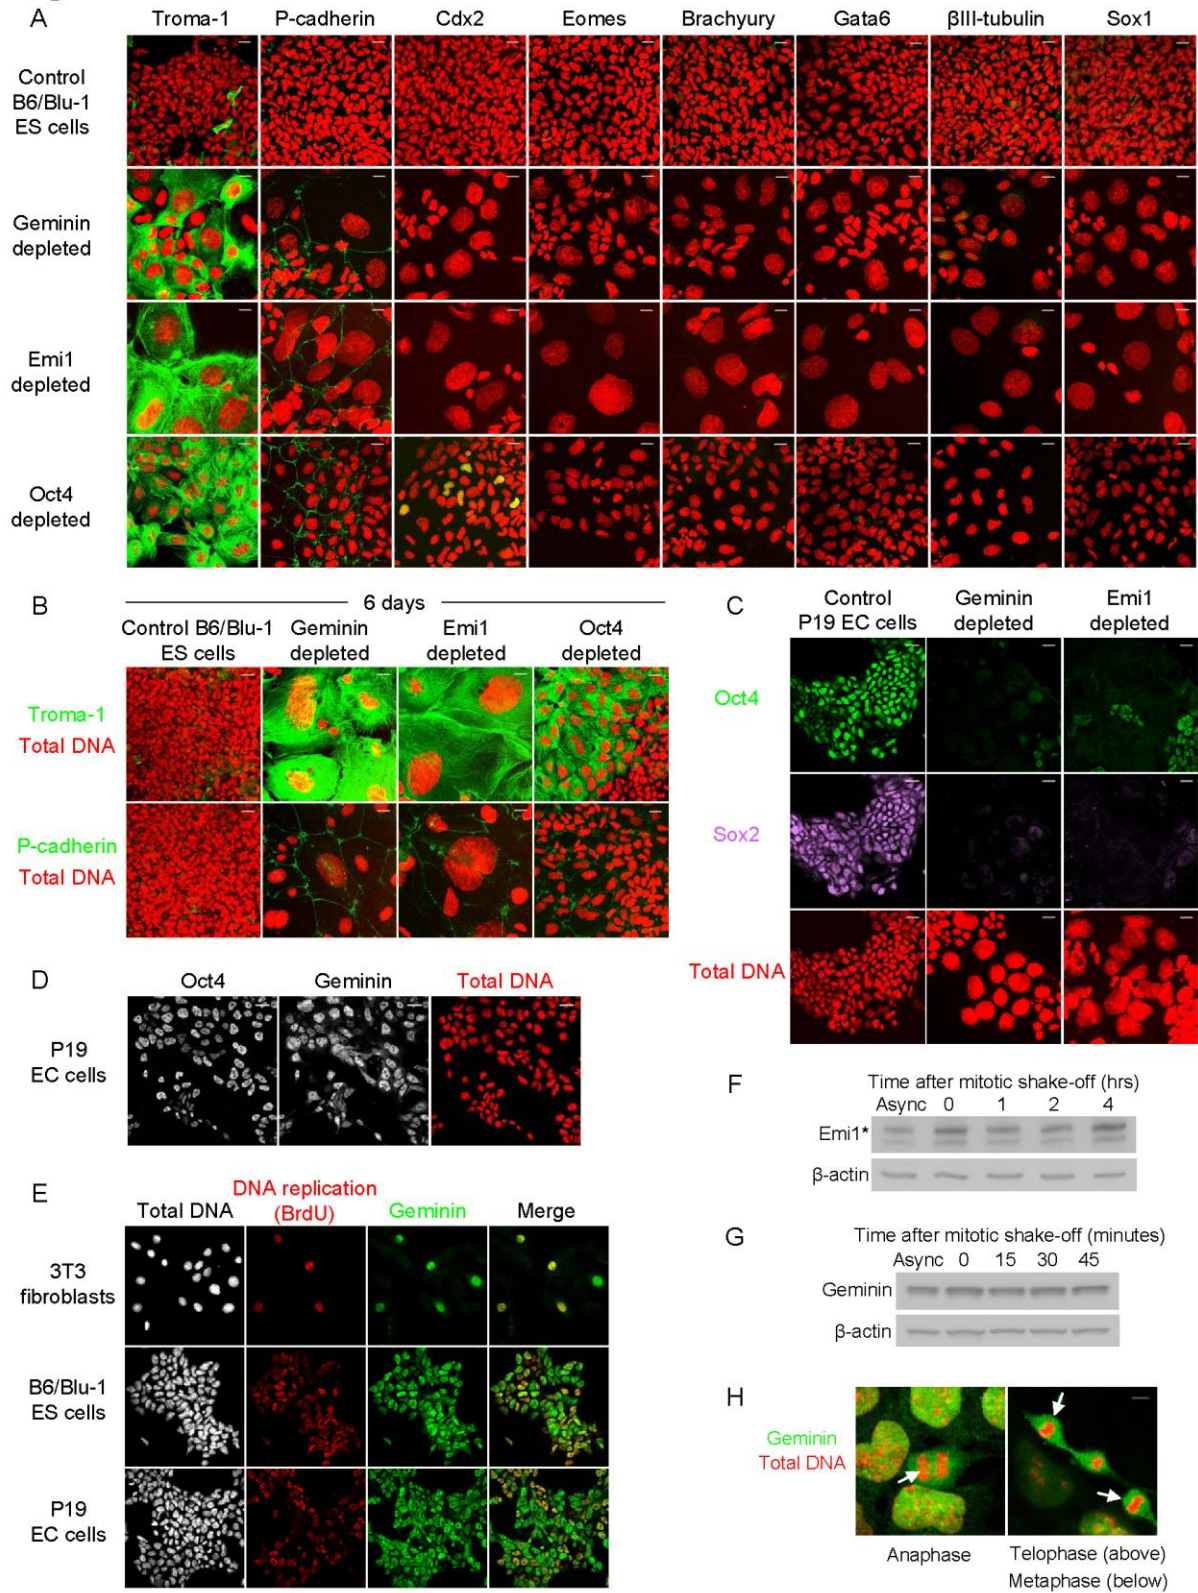 A
Troma-1 P-cadherin Cdx2 Eomes Brachyury Gata6 βIII-tubulin Sox1
Control
B6/Blu-1
ES cells
Geminin
depleted
Emi1
depleted
Oct4
depleted
B
6 days
Control B6/Blu-1
ES cells
Geminin
depleted
Emi1
depleted
Oct4
depleted
Troma-1
Total DNA
P-cadherin
Total DNA
C
Control
P19 EC cells
Geminin
depleted
Emi1
depleted
Oct4
Sox2
Total DNA
D
Oct4 Geminin Total DNA
P19
EC cells
E
Total DNA
DNA replication
(BrdU)
Geminin
Merge
3T3
fibroblasts
B6/Blu-1
ES cells
P19
EC cells
F
Time after mitotic shake-off (hrs)
Async 0 1 2 4
Emi1*
β-actin
G
Time after mitotic shake-off (minutes)
Async 0 15 30 45
Geminin
β-actin
H
Geminin
Total DNA
Anaphase
Telophase (above)
Metaphase (below)